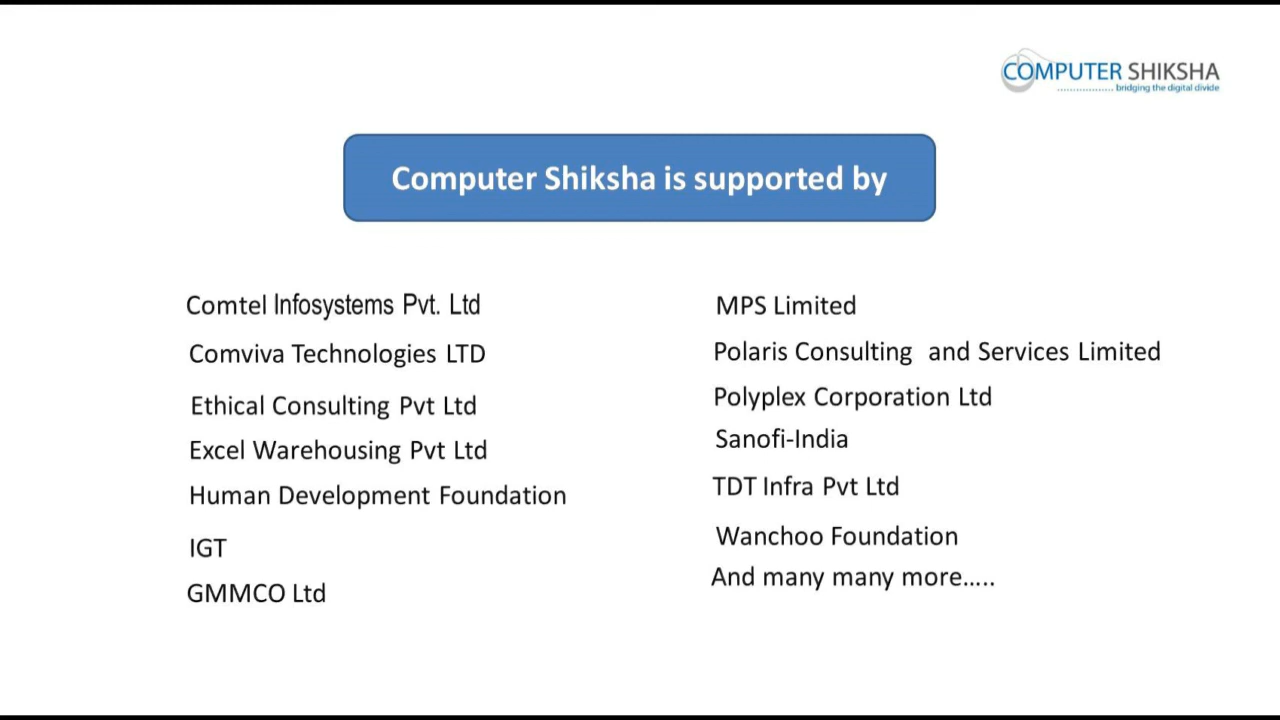 COMPUTER SHIKSHA
.................. bridging the digital divide
Computer Shiksha is supported by
Comtel Infosystems Pvt. Ltd
Comviva Technologies LTD
Ethical Consulting Pvt Ltd
Excel Warehousing Pvt Ltd
Human Development Foundation
IGT
GMMCO Ltd
MPS Limited
Polaris Consulting  and Services Limited
Polyplex Corporation Ltd
Sanofi-India
TDT Infra Pvt Ltd
Wanchoo Foundation
And many many more.....